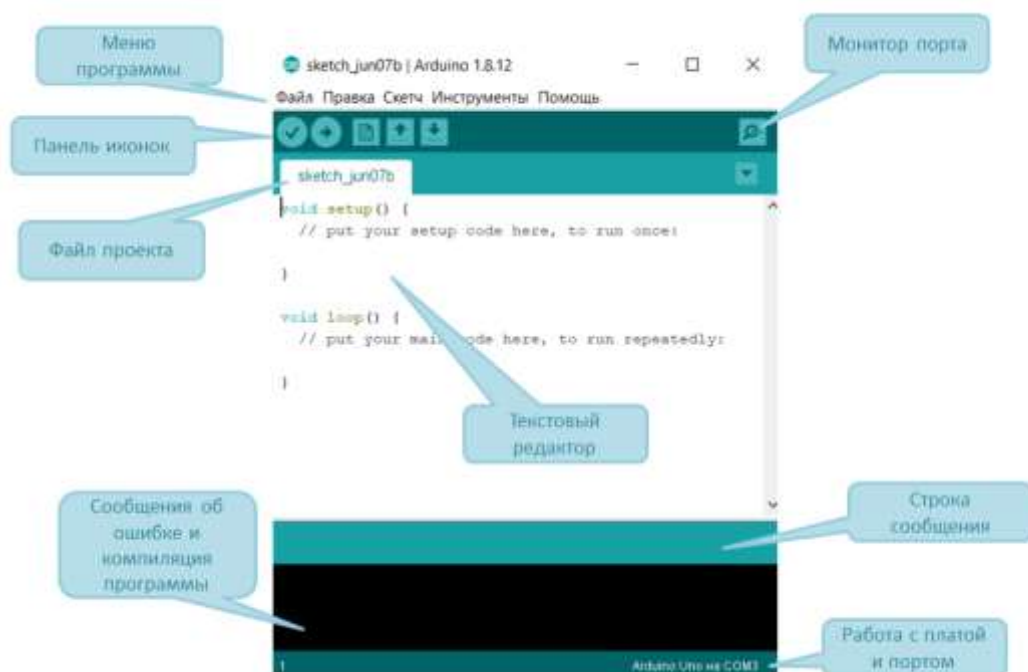 Меню
программы
Монитор порта
sketch_jun07b | Arduino 1.8.12
Файл Правка Скетч Инструменты Помощь
Панель иконок
sketch_jun07b
Файл проекта
void setup() {
// put your setup code here, to run once:
}
void loop() {
// put your main code here, to run repeatedly:
}
Текстовый
редактор
Сообщения об
ошибке и
компиляция
программы
Строка
сообщения
Работа с платой
и портом
1
Arduino Uno на COM3